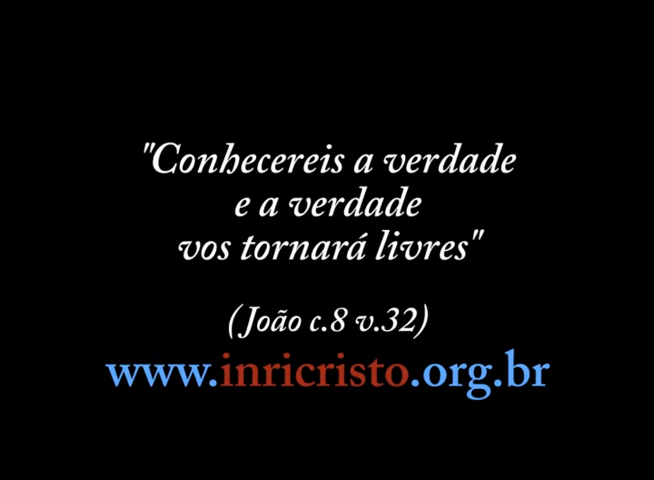 "Conhecereis a verdade
e a verdade
vos tornará livres"
(João c.8 v.32)
www.inricristo.org.br